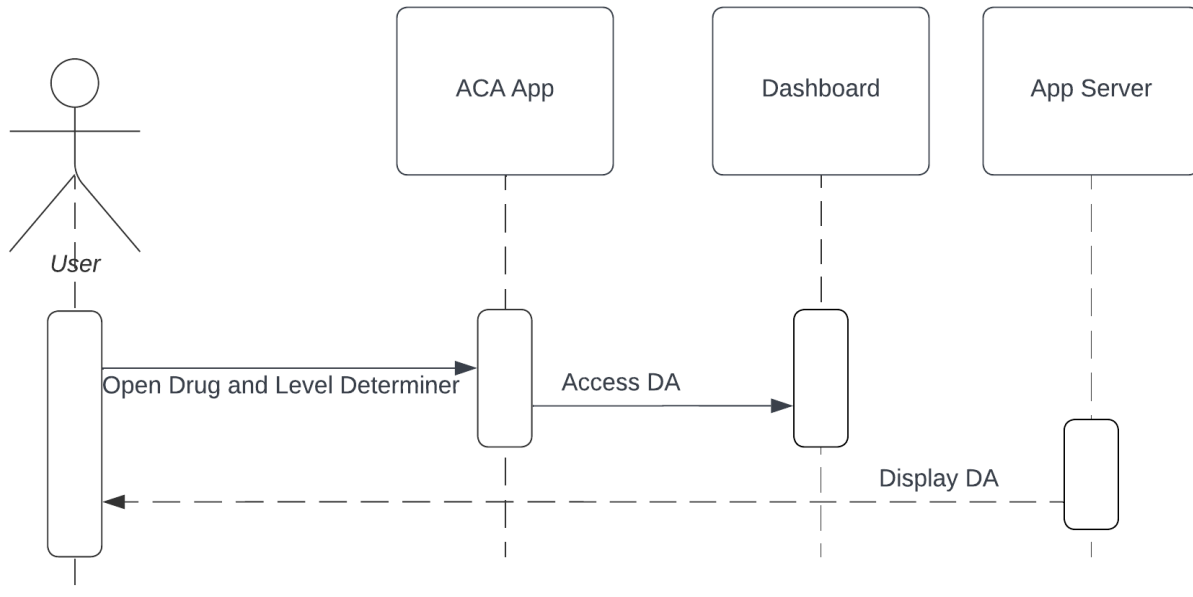 ACA App
Dashboard
App Server
User
Open Drug and Level Determiner
Access DA
Display DA